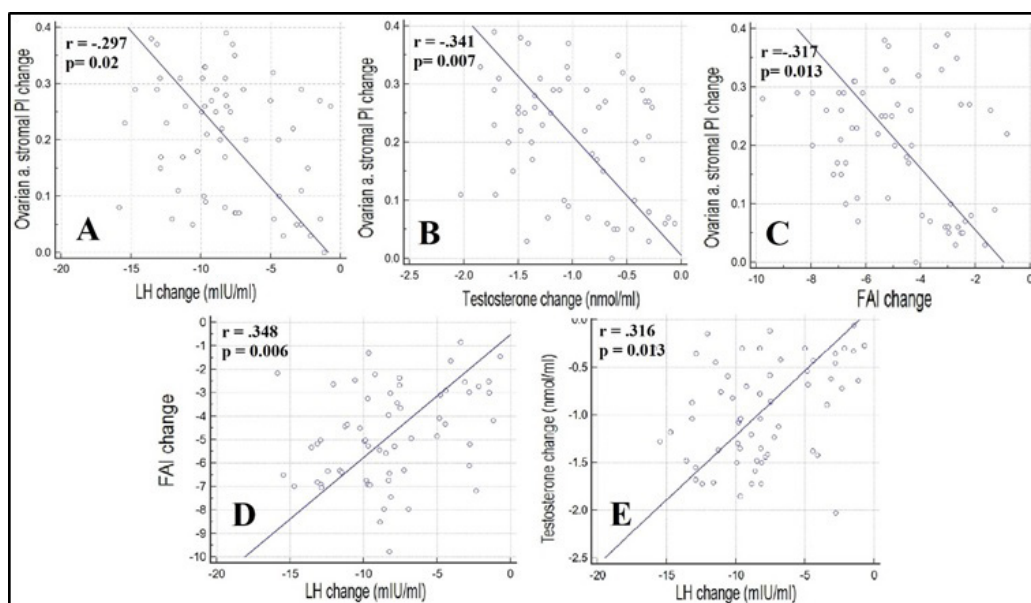 0.4
0.3
0.2
0.1
0.0
Ovarian a. stromal PI change
r = -.297
p= 0.02
A
-20
-15
-10
-5
0
LH change (mIU/ml)
0.4
0.3
0.2
0.1
0.0
Ovarian a. stromal PI change
r = -.341
p= 0.007
B
-2.5
-2.0
-1.5
-1.0
-0.5
0.0
Testosterone change (nmol/ml)
0.4
0.3
0.2
0.1
0.0
Ovarian a. stromal PI change
r =-.317
p= 0.013
C
-10
-8
-6
-4
-2
0
FAI change
-0
-1
-2
-3
-4
-5
-6
-7
-8
-9
-10
FAI change
r = .348
p = 0.006
D
-20
-15
-10
-5
0
LH change (mIU/ml)
-0.0
-0.5
-1.0
-1.5
-2.0
-2.5
Testosterone change (nmol/ml)
r = .316
p = 0.013
E
-20
-15
-10
-5
0
LH change (mIU/ml)